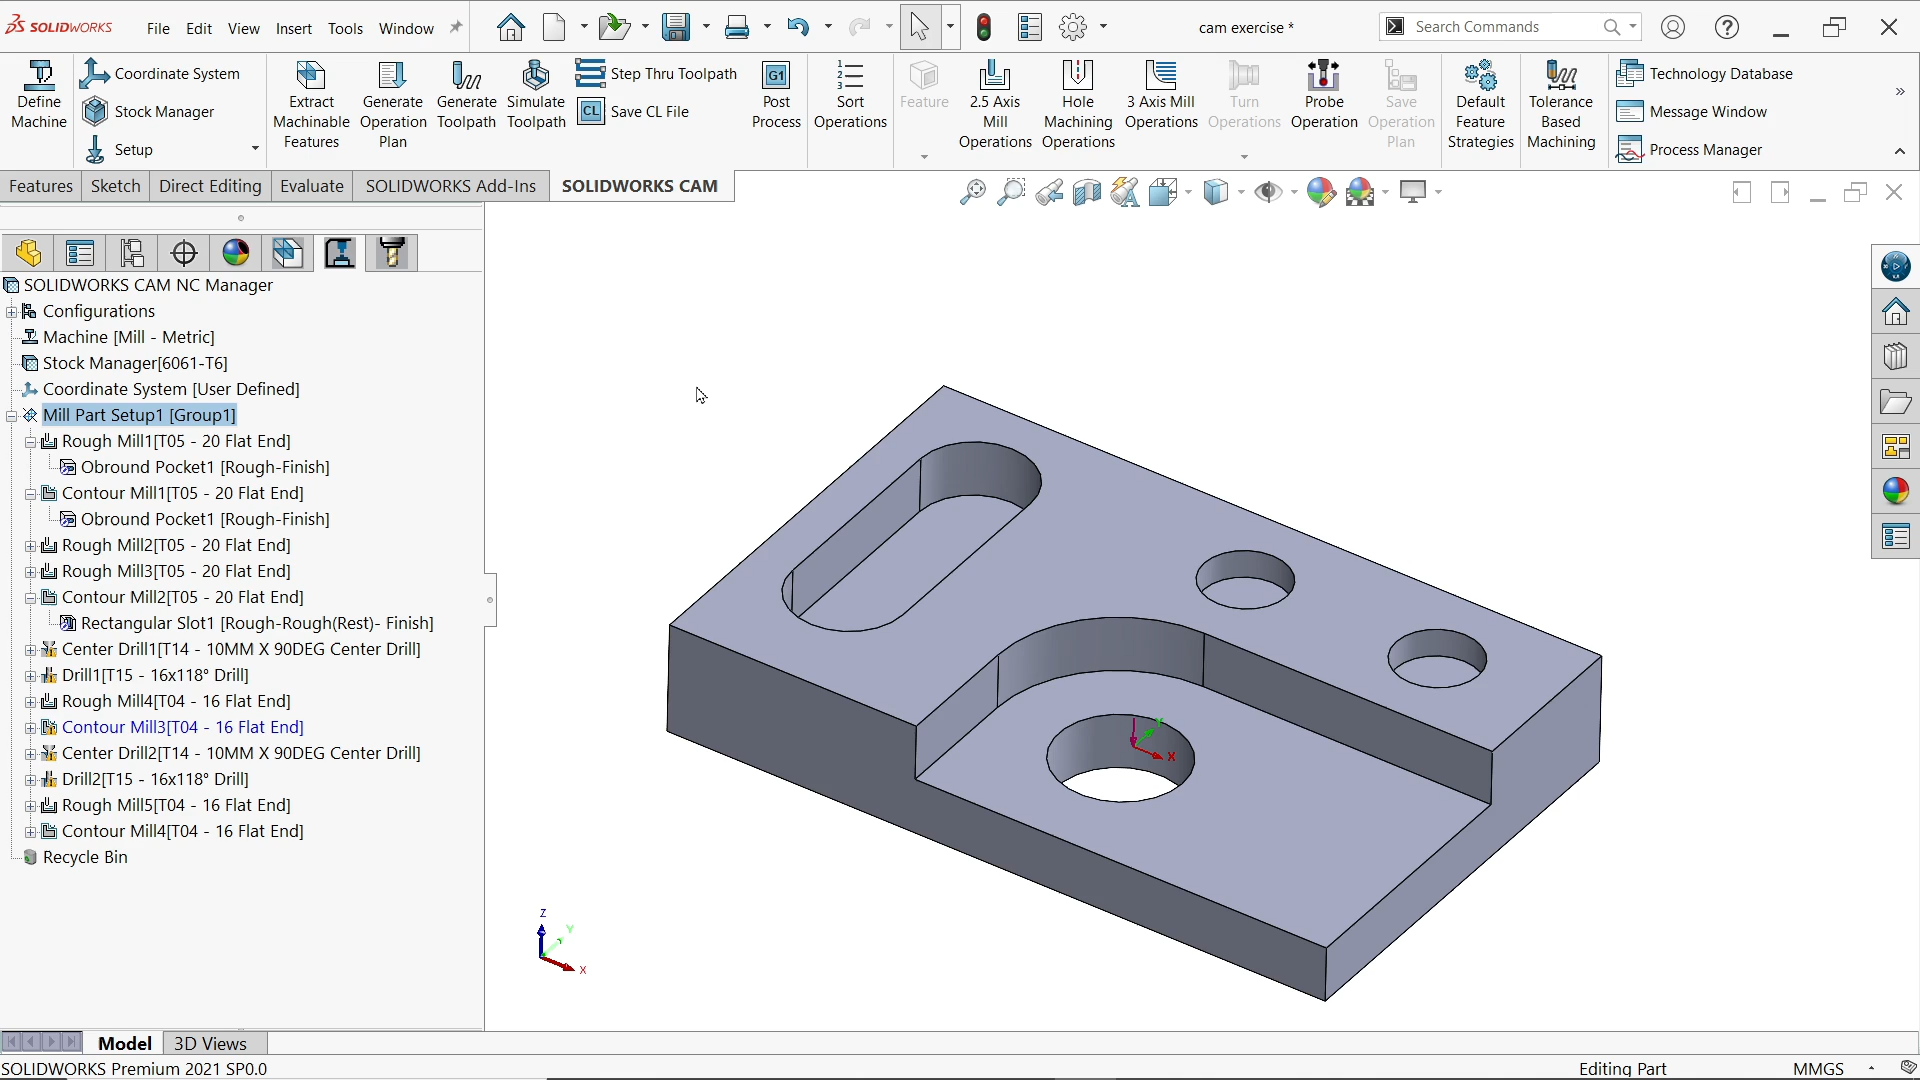 SOLIDWORKS File Edit View Insert Tools Window cam exercise * Search Commands
Define Machine
Coordinate System
Stock Manager
Setup
Extract Machinable Features
Generate Operation Plan
Generate Toolpath
Simulate Toolpath
Step Thru Toolpath
CL Save CL File
G1 Post Process
Sort Operations
Feature
2.5 Axis Mill Operations
Hole Machining Operations
3 Axis Mill Operations
Turn Operations
Probe Operation
Save Operation Plan
Default Feature Strategies
Tolerance Based Machining
Technology Database
Message Window
Process Manager
Features Sketch Direct Editing Evaluate SOLIDWORKS Add-Ins SOLIDWORKS CAM
SOLIDWORKS CAM NC Manager
Configurations
Machine [Mill - Metric]
Stock Manager[6061-T6]
Coordinate System [User Defined]
Mill Part Setup1 [Group1]
Rough Mill1[T05 - 20 Flat End]
Obround Pocket1 [Rough-Finish]
Contour Mill1[T05 - 20 Flat End]
Obround Pocket1 [Rough-Finish]
Rough Mill2[T05 - 20 Flat End]
Rough Mill3[T05 - 20 Flat End]
Contour Mill2[T05 - 20 Flat End]
Rectangular Slot1 [Rough-Rough(Rest)- Finish]
Center Drill1[T14 - 10MM X 90DEG Center Drill]
Drill1[T15 - 16x118° Drill]
Rough Mill4[T04 - 16 Flat End]
Contour Mill3[T04 - 16 Flat End]
Center Drill2[T14 - 10MM X 90DEG Center Drill]
Drill2[T15 - 16x118° Drill]
Rough Mill5[T04 - 16 Flat End]
Contour Mill4[T04 - 16 Flat End]
Recycle Bin
Y
X
Z
Y
X
Model 3D Views
SOLIDWORKS Premium 2021 SP0.0 Editing Part MMGS